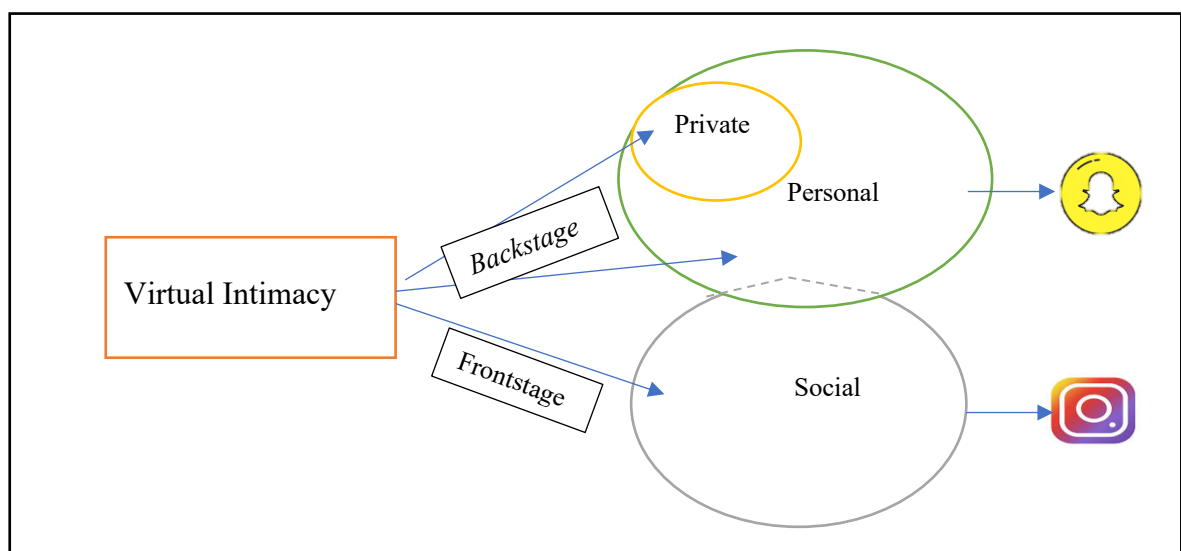 Private
Personal
Backstage
Virtual Intimacy
Frontstage
Social